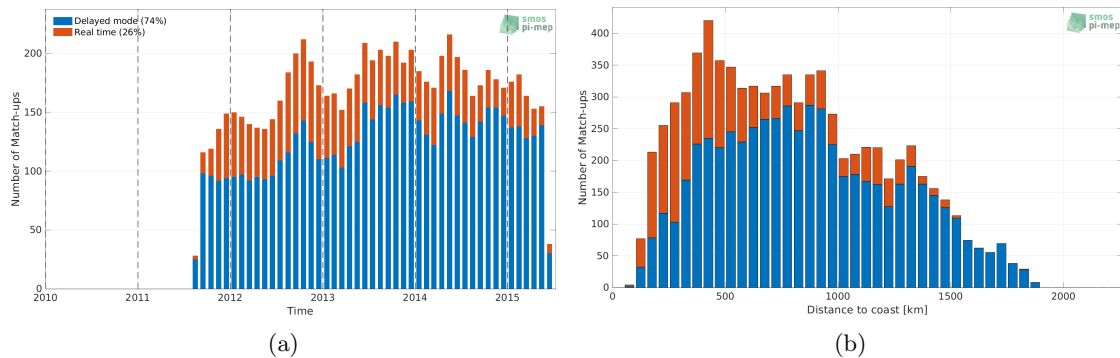 Delayed mode (74%)
Real time (26%)
smos
pi-mep
Number of Match-ups
200
150
100
50
0
2010 2011 2012 2013 2014 2015
Time
(a)
smos
pi-mep
Number of Match-ups
400
350
300
250
200
150
100
50
0
0 500 1000 1500 2000
Distance to coast [km]
(b)